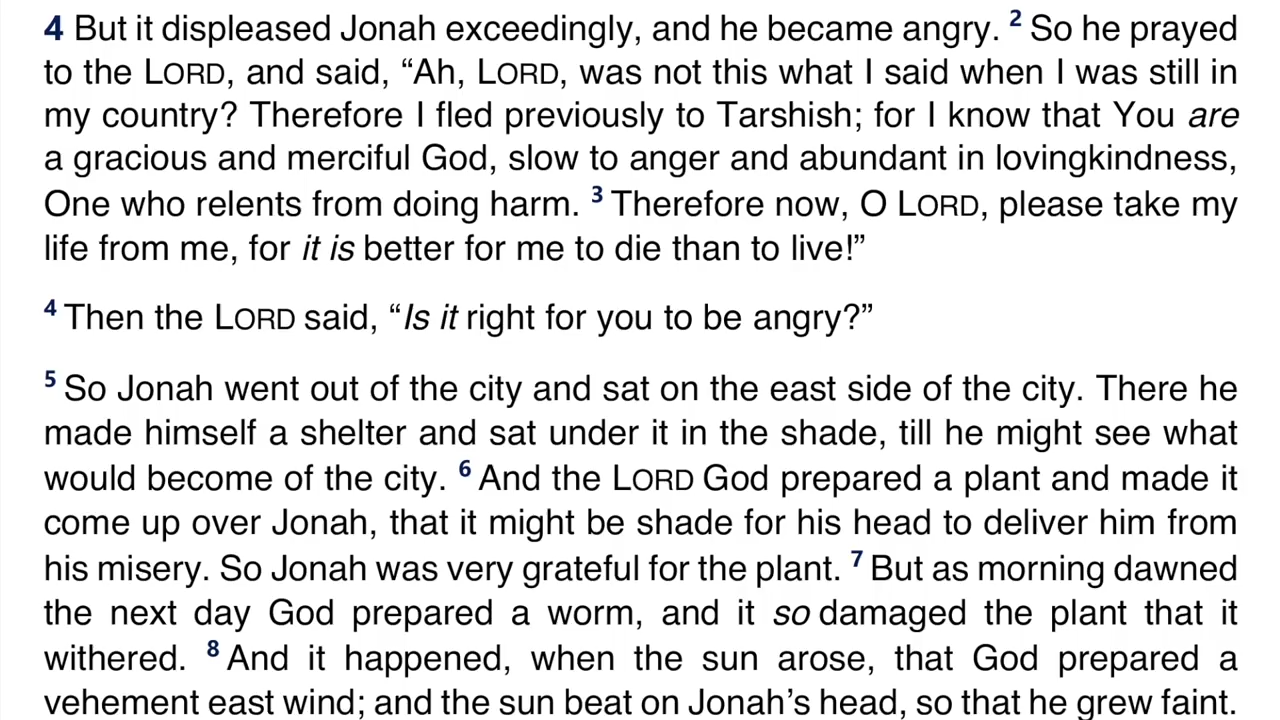 4 But it displeased Jonah exceedingly, and he became angry. 2 So he prayed
to the LORD, and said, “Ah, LORD, was not this what I said when I was still in
my country? Therefore I fled previously to Tarshish; for I know that You are
a gracious and merciful God, slow to anger and abundant in lovingkindness,
One who relents from doing harm. 3 Therefore now, O LORD, please take my
life from me, for it is better for me to die than to live!”
4 Then the LORD said, “Is it right for you to be angry?”
5 So Jonah went out of the city and sat on the east side of the city. There he
made himself a shelter and sat under it in the shade, till he might see what
would become of the city. 6 And the LORD God prepared a plant and made it
come up over Jonah, that it might be shade for his head to deliver him from
his misery. So Jonah was very grateful for the plant. 7 But as morning dawned
the next day God prepared a worm, and it so damaged the plant that it
withered. 8 And it happened, when the sun arose, that God prepared a
vehement east wind; and the sun beat on Jonah’s head, so that he grew faint.